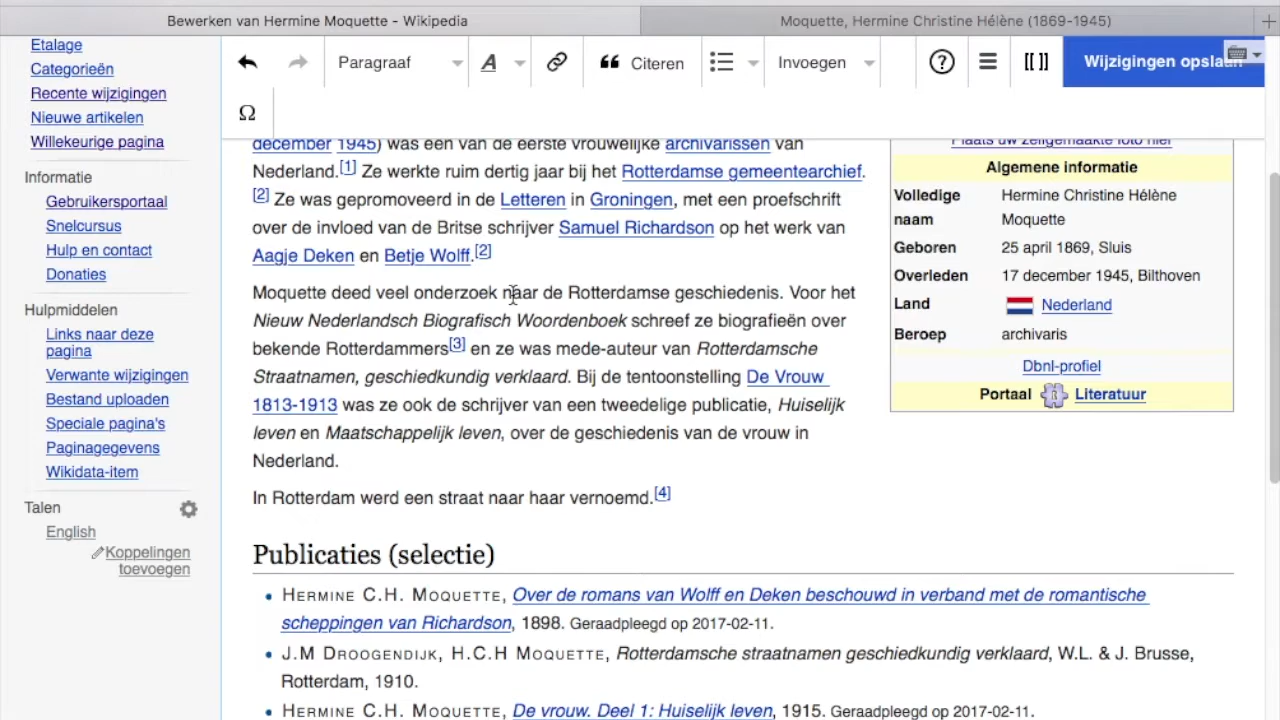 Bewerken van Hermine Moquette - Wikipedia
Moquette, Hermine Christine Hélène (1869-1945)
Etalage
Categorieën
Recente wijzigingen
Nieuwe artikelen
Willekeurige pagina
Informatie
Gebruikersportaal
Snelcursus
Hulp en contact
Donaties
Hulpmiddelen
Links naar deze
pagina
Verwante wijzigingen
Bestand uploaden
Speciale pagina's
Paginagegevens
Wikidata-item
Talen
English
Koppelingen
toevoegen
Paragraaf
A
Citeren
Invoegen
?
[[ ]]
Wijzigingen opslaan
Ω
december 1945) was een van de eerste vrouwelijke archivarissen van
Nederland.[1] Ze werkte ruim dertig jaar bij het Rotterdamse gemeentearchief.
[2] Ze was gepromoveerd in de Letteren in Groningen, met een proefschrift
over de invloed van de Britse schrijver Samuel Richardson op het werk van
Aagje Deken en Betje Wolff.[2]
Moquette deed veel onderzoek naar de Rotterdamse geschiedenis. Voor het
Nieuw Nederlandsch Biografisch Woordenboek schreef ze biografieën over
bekende Rotterdammers[3] en ze was mede-auteur van Rotterdamsche
Straatnamen, geschiedkundig verklaard. Bij de tentoonstelling De Vrouw
1813-1913 was ze ook de schrijver van een tweedelige publicatie, Huiselijk
leven en Maatschappelijk leven, over de geschiedenis van de vrouw in
Nederland.
In Rotterdam werd een straat naar haar vernoemd.[4]
Plaats uw zelfgemaakte foto hier
Algemene informatie
Volledige naam Hermine Christine Hélène Moquette
Geboren 25 april 1869, Sluis
Overleden 17 december 1945, Bilthoven
Land Nederland
Beroep archivaris
Dbnl-profiel
Portaal Literatuur
Publicaties (selectie)
• Hermine C.H. Moquette, Over de romans van Wolff en Deken beschouwd in verband met de romantische
scheppingen van Richardson, 1898. Geraadpleegd op 2017-02-11.
• J.M Droogendijk, H.C.H Moquette, Rotterdamsche straatnamen geschiedkundig verklaard, W.L. & J. Brusse,
Rotterdam, 1910.
• Hermine C.H. Moquette, De vrouw. Deel 1: Huiselijk leven, 1915. Geraadpleegd op 2017-02-11.